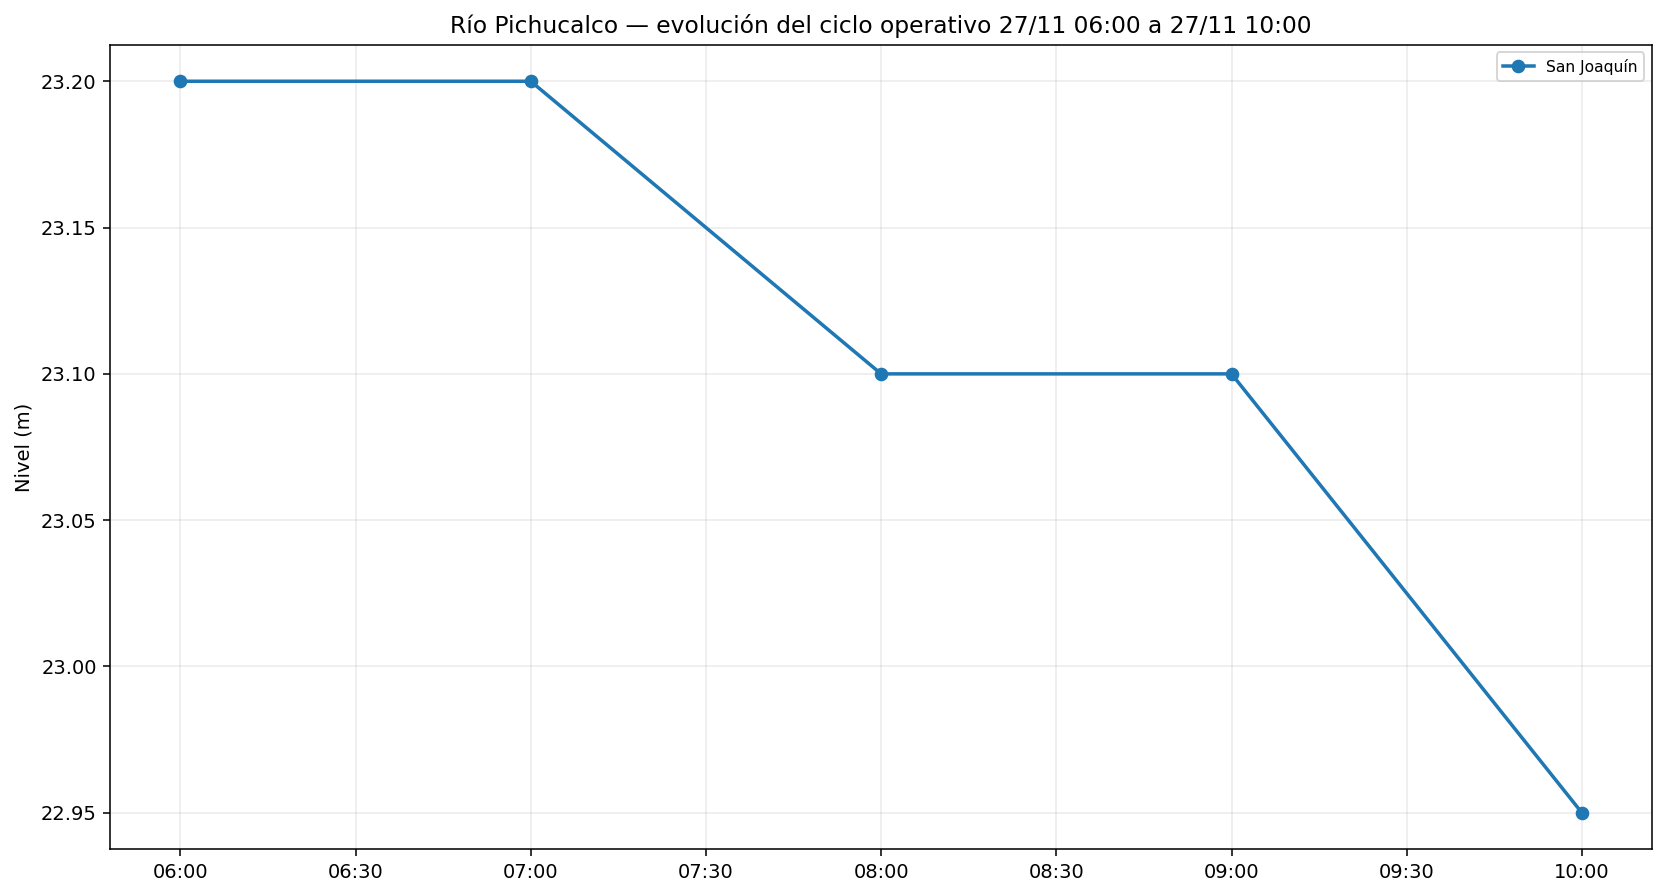 Río Pichucalco — evolución del ciclo operativo 27/11 06:00 a 27/11 10:00
San Joaquín
Nivel (m)
23.20
23.15
23.10
23.05
23.00
22.95
06:00 06:30 07:00 07:30 08:00 08:30 09:00 09:30 10:00